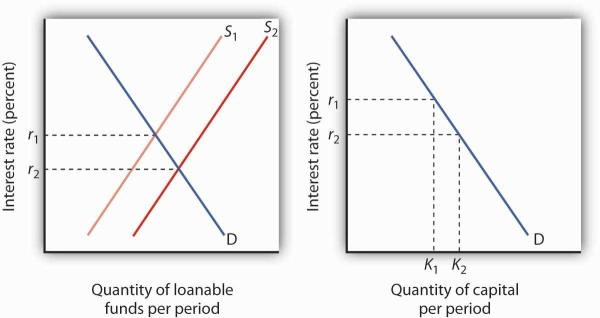 Interest rate (percent)
S1
S2
r1
r2
D
Quantity of loanable
funds per period
Interest rate (percent)
r1
r2
D
K1 K2
Quantity of capital
per period